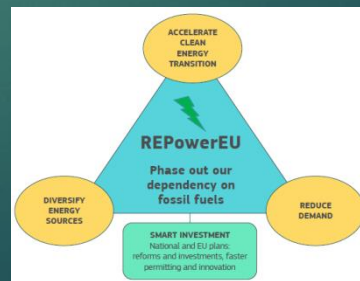 ACCELERATE
CLEAN
ENERGY
TRANSITION
REPowerEU
Phase out our
dependency on
fossil fuels
DIVERSIFY
ENERGY
SOURCES
REDUCE
DEMAND
SMART INVESTMENT
National and EU plans:
reforms and investments, faster
permitting and innovation